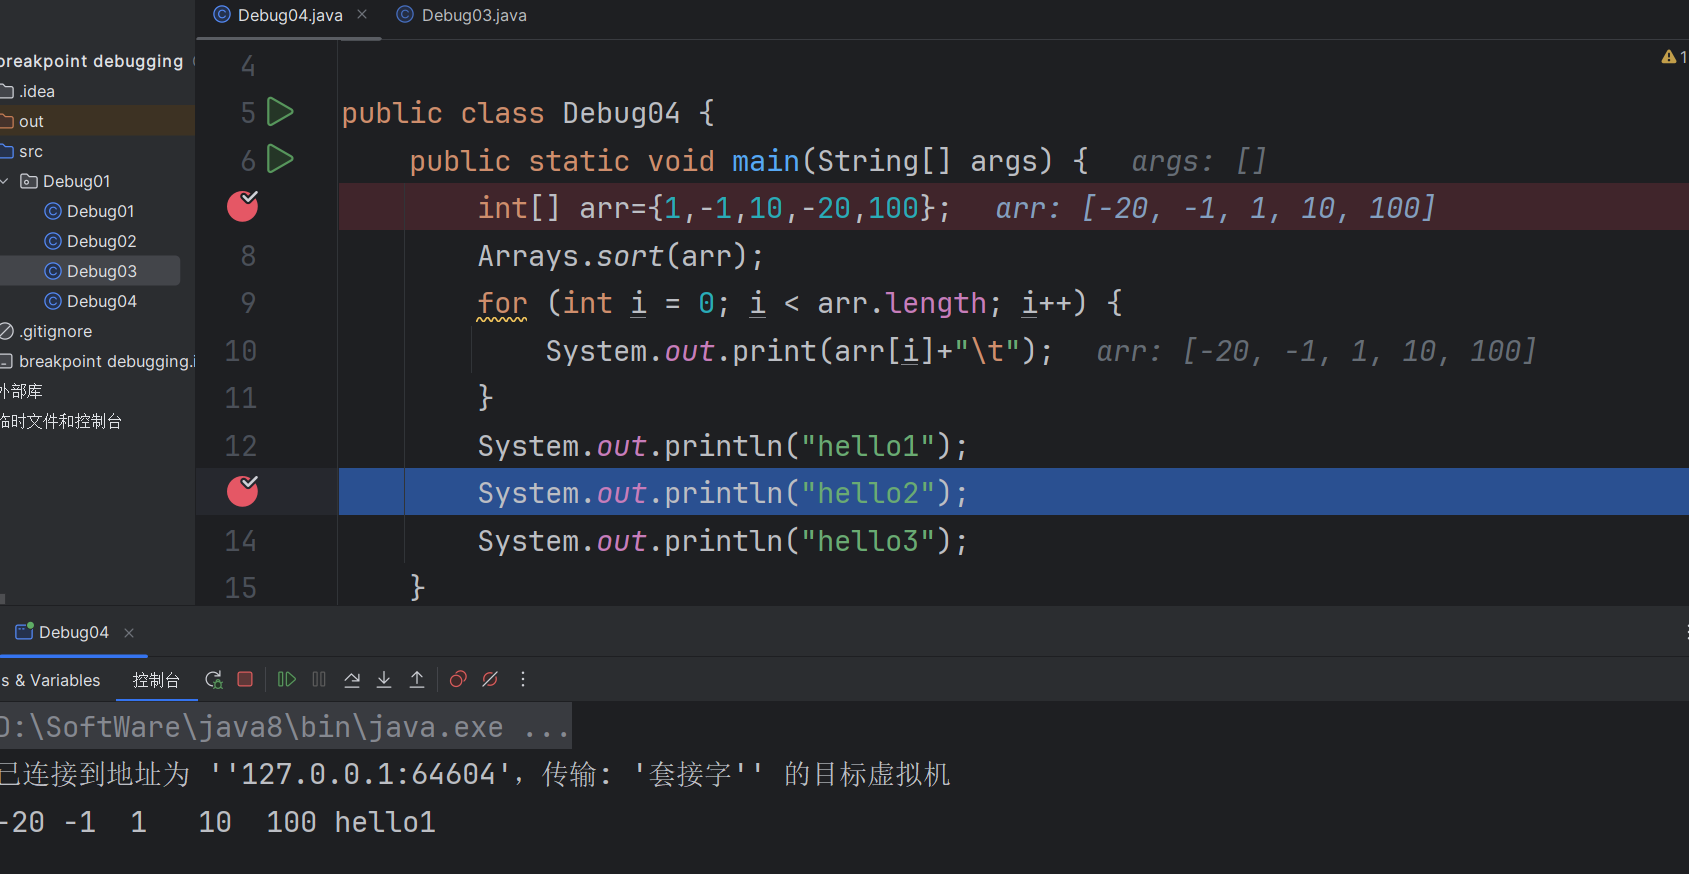 Debug04.java
Debug03.java
breakpoint debugging
.idea
out
src
Debug01
Debug01
Debug02
Debug03
Debug04
.gitignore
breakpoint debugging.i
外部库
临时文件和控制台
1
4
5 public class Debug04 {
6 public static void main(String[] args) { args: []
int[] arr={1,-1,10,-20,100}; arr: [-20, -1, 1, 10, 100]
8 Arrays.sort(arr);
9 for (int i = 0; i < arr.length; i++) {
10 System.out.print(arr[i]+"\t"); arr: [-20, -1, 1, 10, 100]
11 }
12 System.out.println("hello1");
System.out.println("hello2");
14 System.out.println("hello3");
15 }
Debug04
s & Variables 控制台
D:\SoftWare\java8\bin\java.exe ...
已连接到地址为 ''127.0.0.1:64604'，传输: '套接字'' 的目标虚拟机
-20 -1 1 10 100 hello1